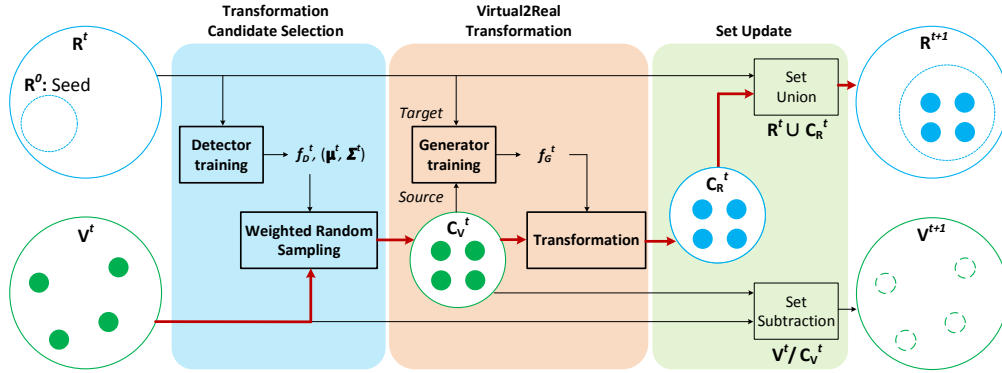 Transformation
Candidate Selection
Virtual2Real
Transformation
Set Update
R^t
R^0: Seed
Detector
training
f_D^t, (μ^t, Σ^t)
Target
Generator
training
f_G^t
Source
Set
Union
R^t ∪ C_R^t
R^{t+1}
V^t
Weighted Random
Sampling
C_V^t
Transformation
C_R^t
Set
Subtraction
V^t / C_V^t
V^{t+1}